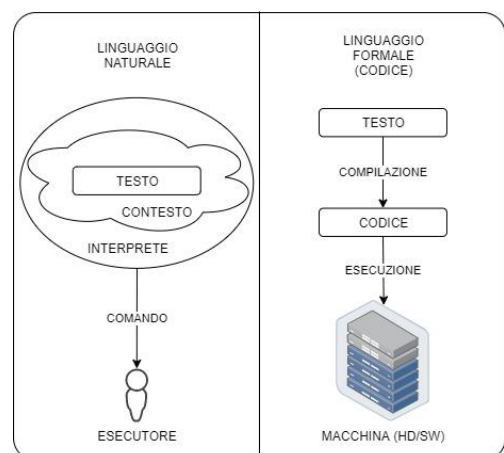 LINGUAGGIO
NATURALE
TESTO
CONTESTO
INTERPRETE
COMANDO
ESECUTORE
LINGUAGGIO
FORMALE
(CODICE)
TESTO
COMPILAZIONE
CODICE
ESECUZIONE
MACCHINA (HD/SW)